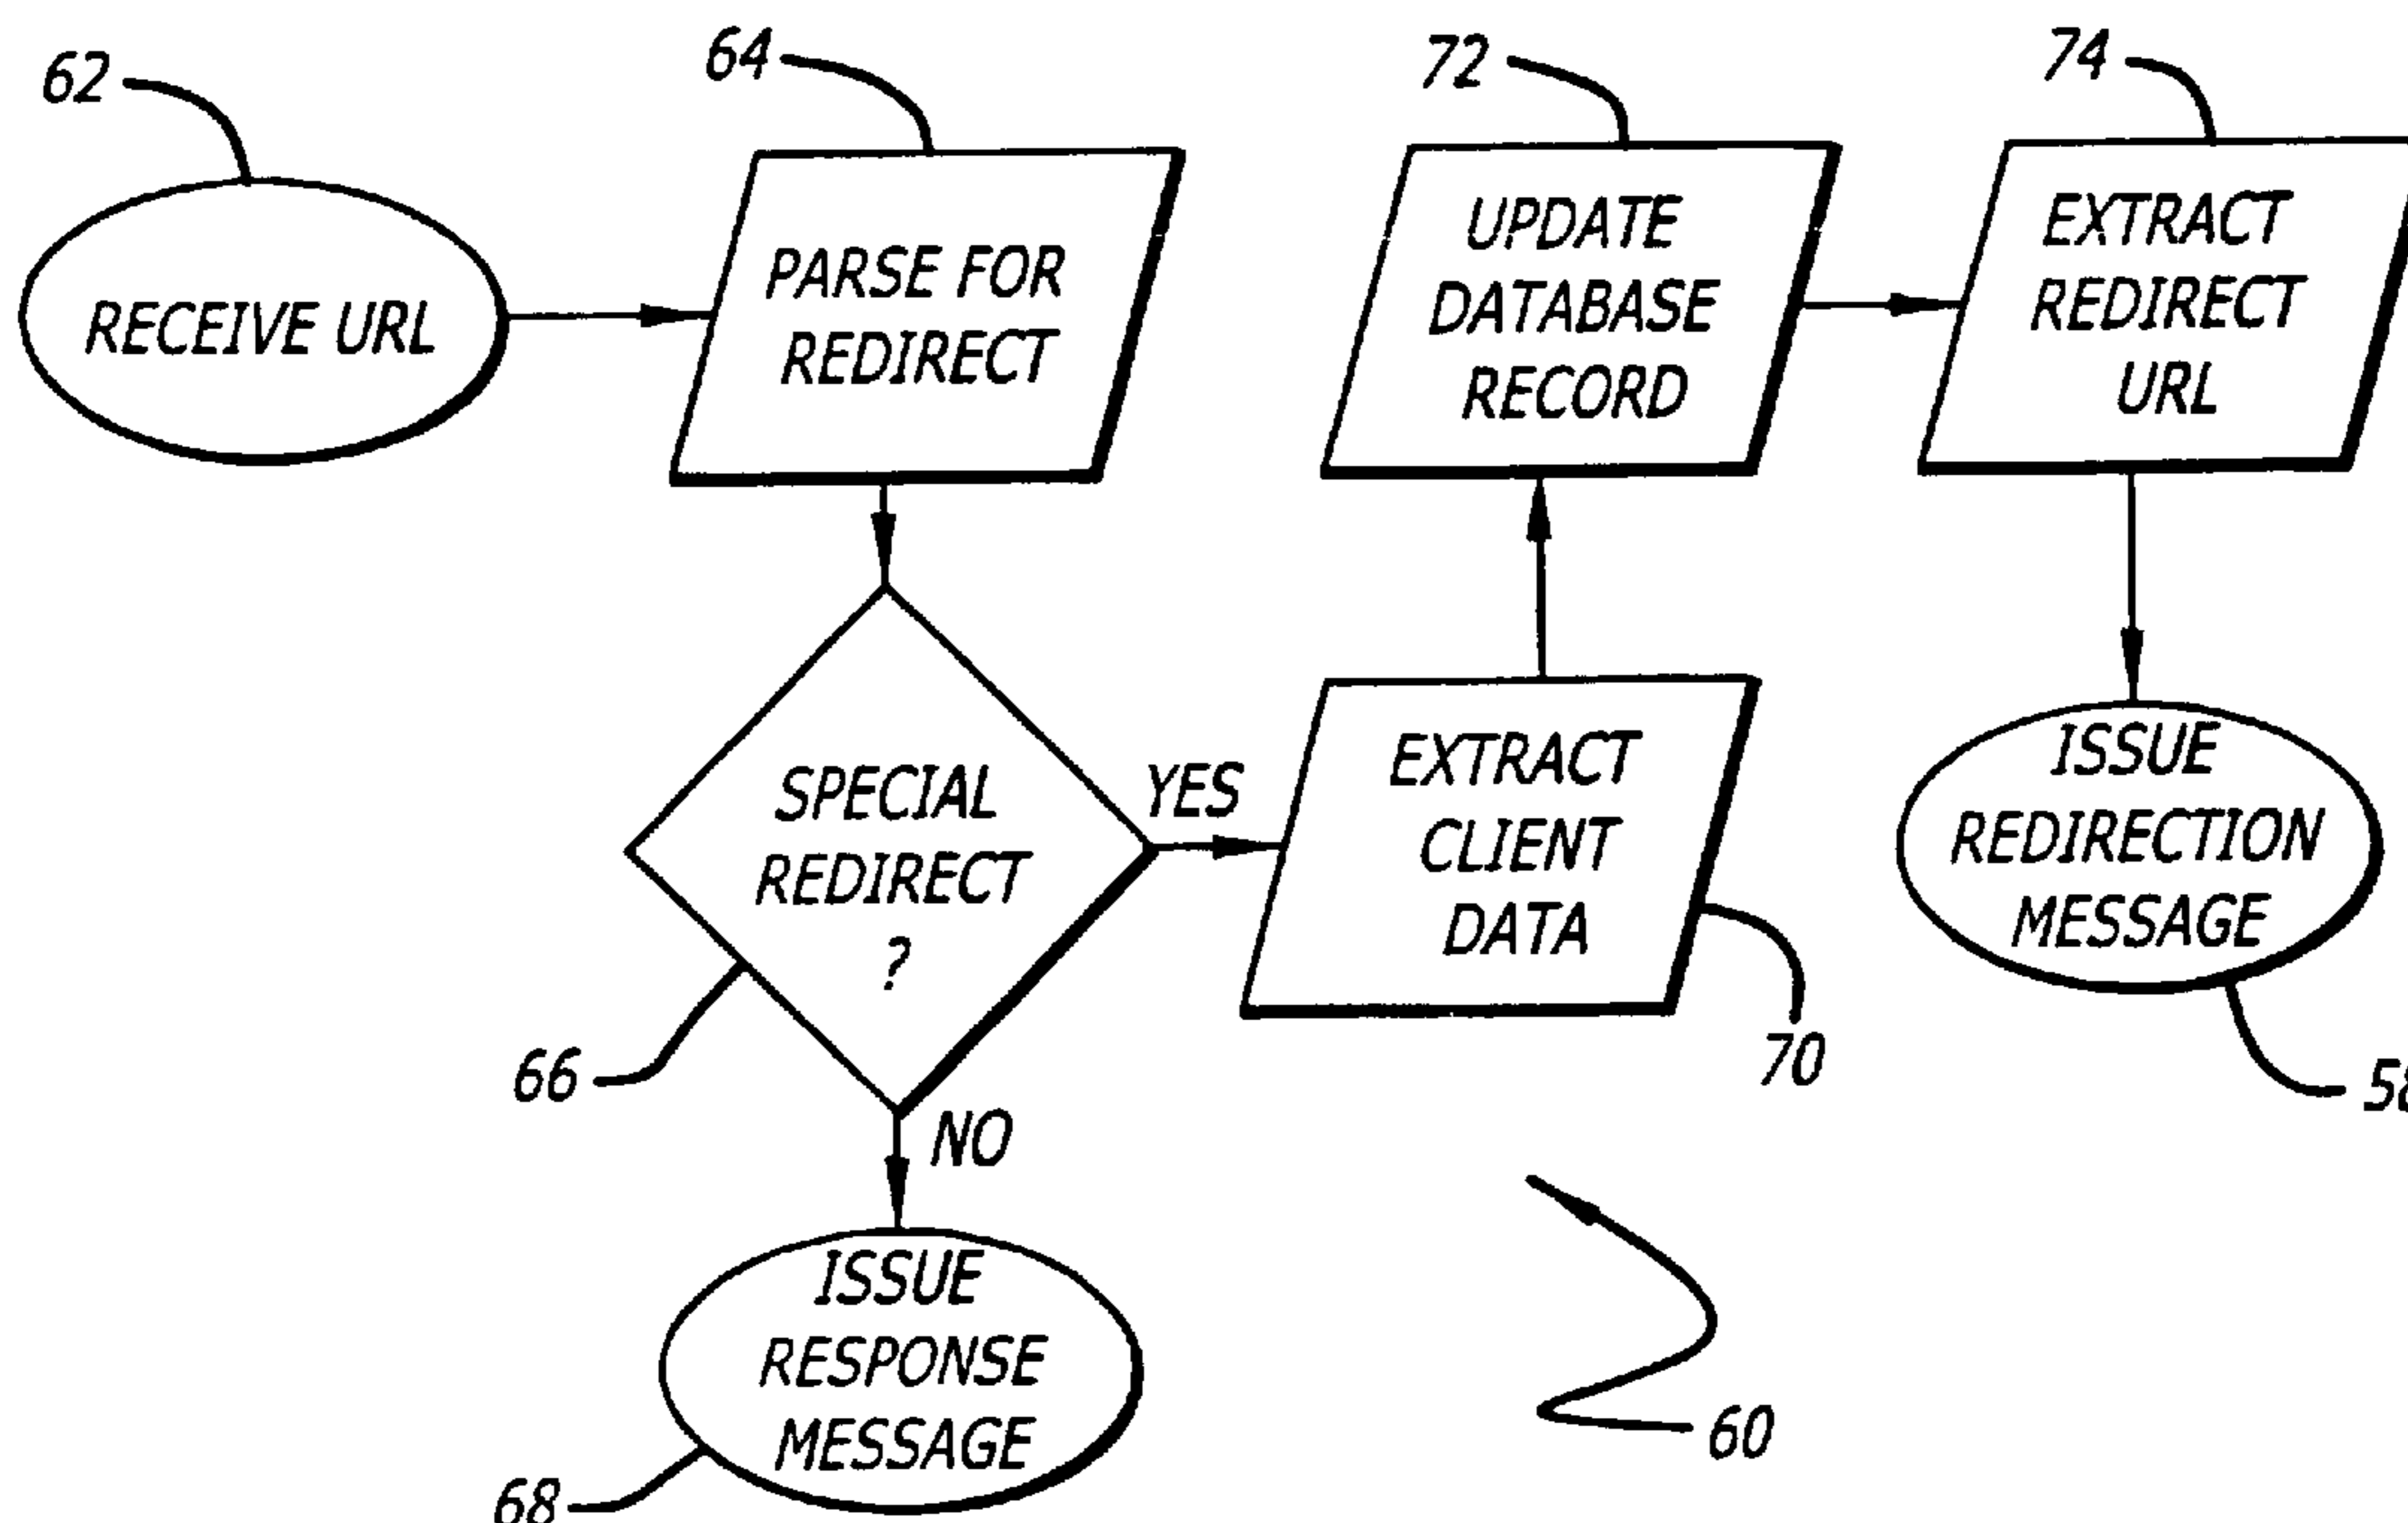 62
64
72
74
RECEIVE URL
PARSE FOR
REDIRECT
UPDATE
DATABASE
RECORD
EXTRACT
REDIRECT
URL
SPECIAL
REDIRECT
?
YES
NO
66
EXTRACT
CLIENT
DATA
70
ISSUE
REDIRECTION
MESSAGE
58
ISSUE
RESPONSE
MESSAGE
68
60